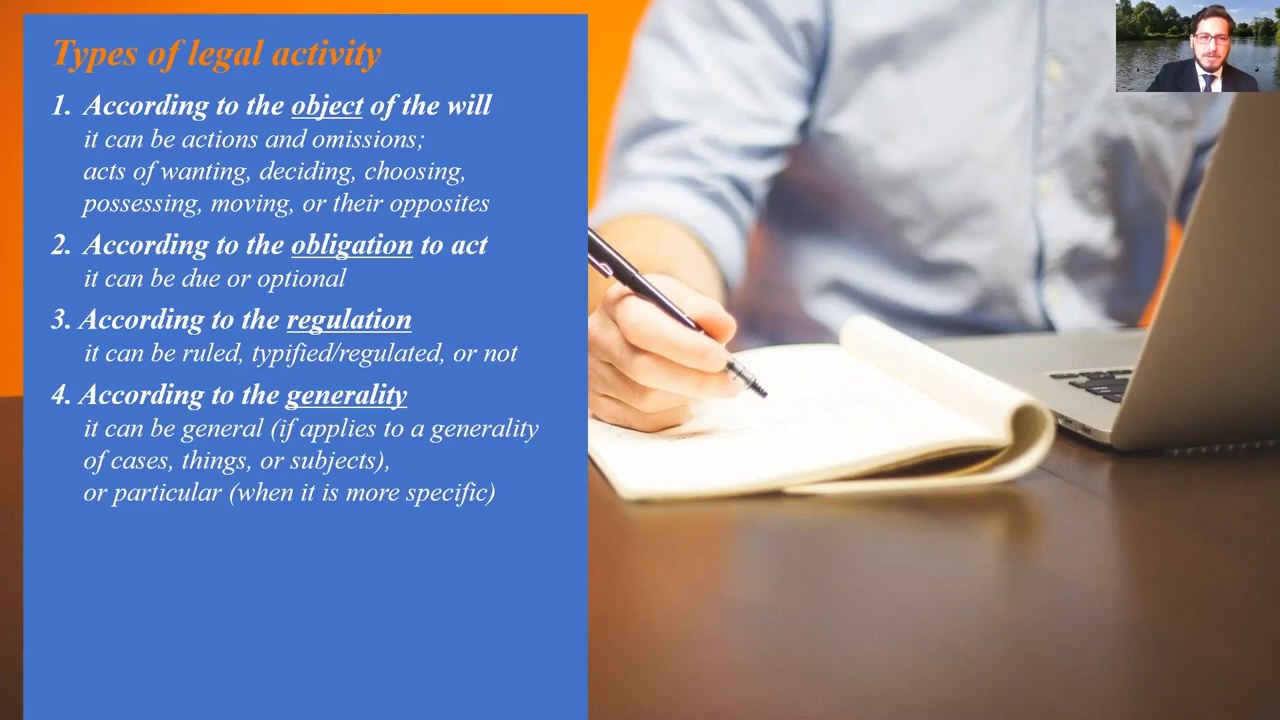 Types of legal activity
1. According to the object of the will
it can be actions and omissions;
acts of wanting, deciding, choosing,
possessing, moving, or their opposites
2. According to the obligation to act
it can be due or optional
3. According to the regulation
it can be ruled, typified/regulated, or not
4. According to the generality
it can be general (if applies to a generality
of cases, things, or subjects),
or particular (when it is more specific)